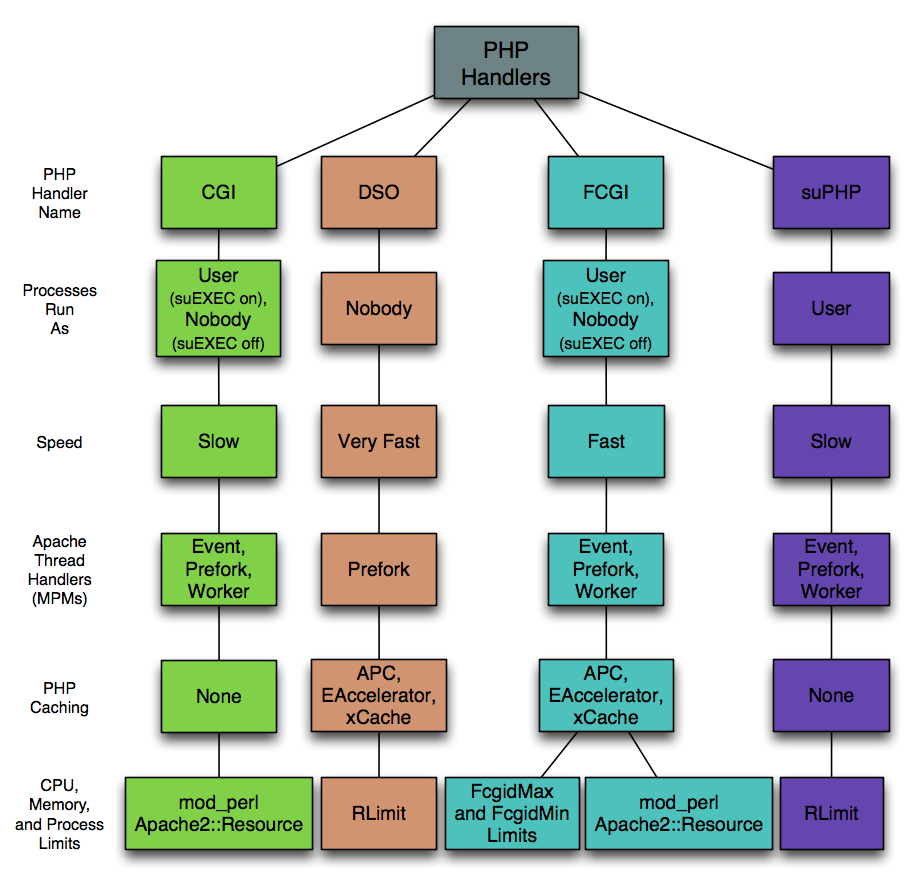 PHP
Handlers
PHP
Handler
Name
CGI
DSO
FCGI
suPHP
Processes
Run
As
User
(suEXEC on),
Nobody
(suEXEC off)
Nobody
User
(suEXEC on),
Nobody
(suEXEC off)
User
Speed
Slow
Very Fast
Fast
Slow
Apache
Thread
Handlers
(MPMs)
Event,
Prefork,
Worker
Prefork
Event,
Prefork,
Worker
Event,
Prefork,
Worker
PHP
Caching
None
APC,
EAccelerator,
xCache
APC,
EAccelerator,
xCache
None
CPU,
Memory,
and Process
Limits
mod_perl
Apache2::Resource
RLimit
FcgidMax
and FcgidMin
Limits
mod_perl
Apache2::Resource
RLimit